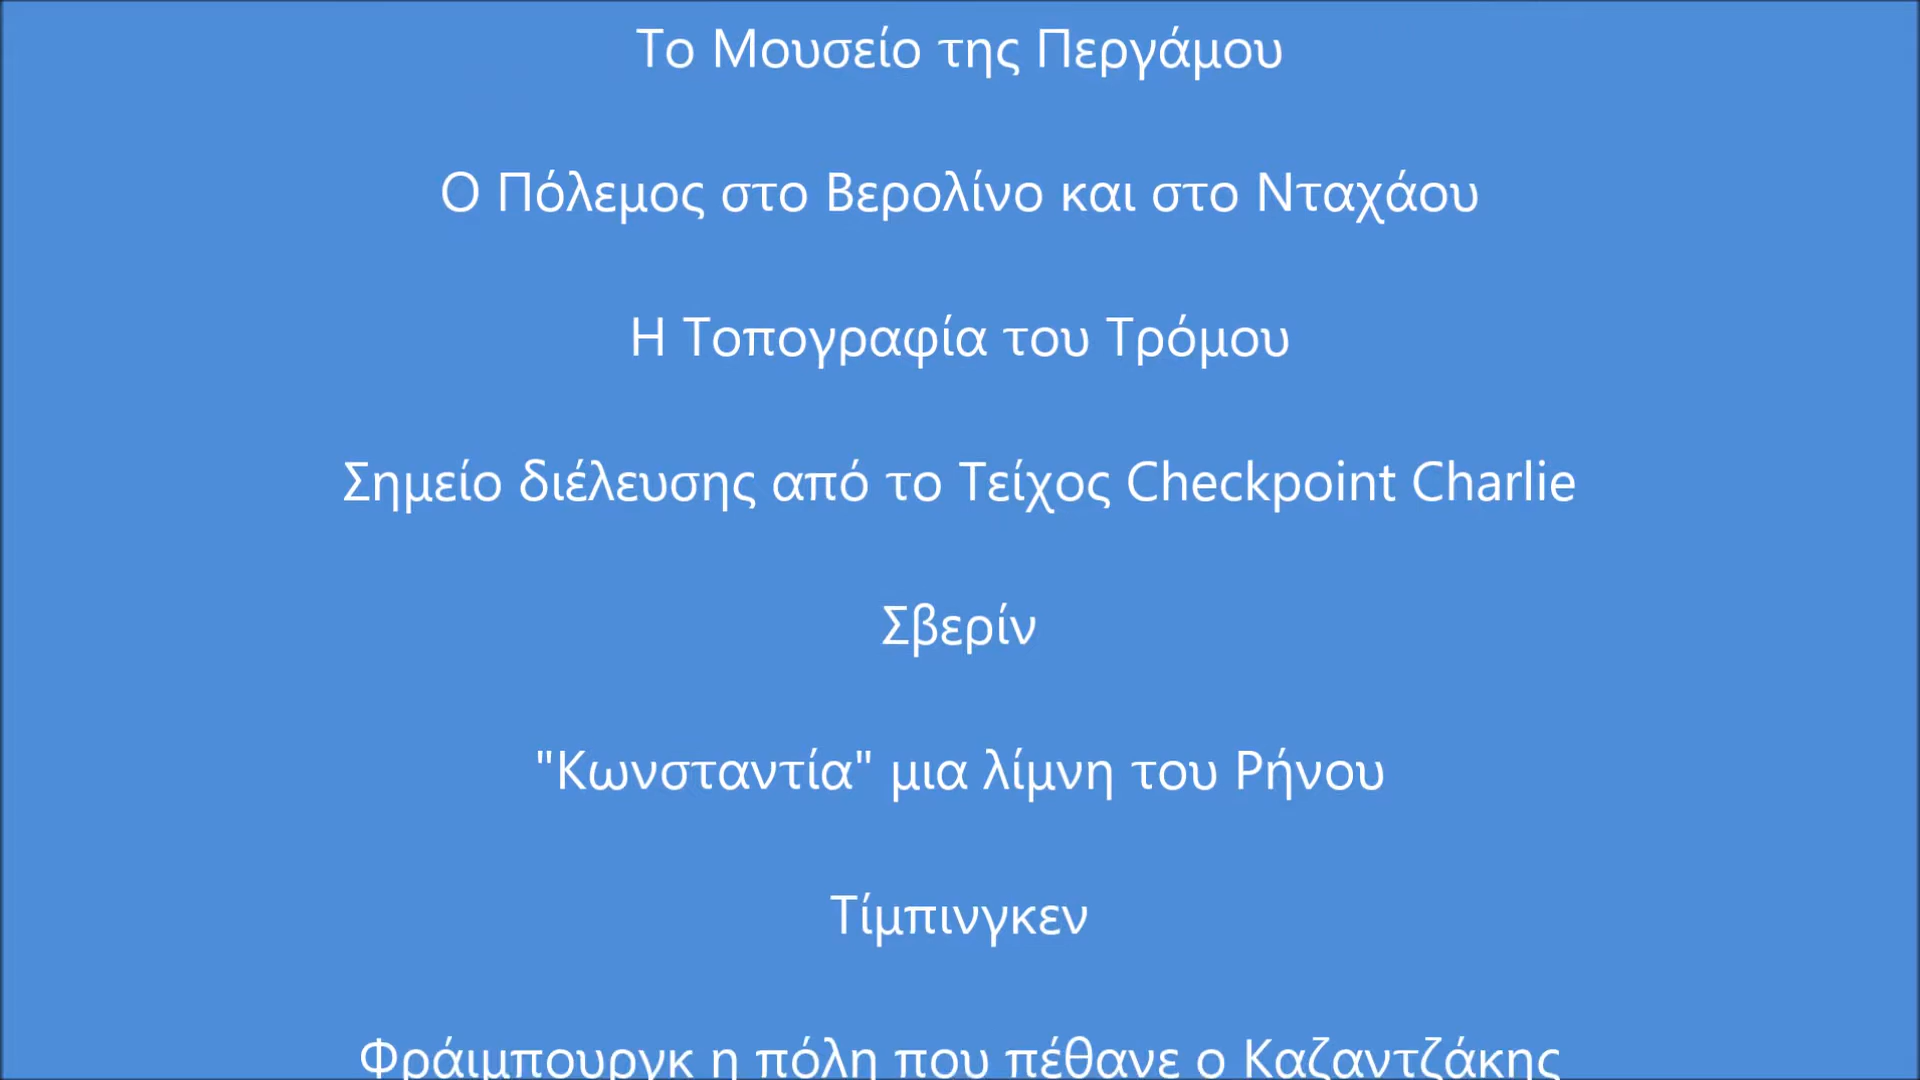 Το Μουσείο της Περγάμου
Ο Πόλεμος στο Βερολίνο και στο Νταχάου
Η Τοπογραφία του Τρόμου
Σημείο διέλευσης από το Τείχος Checkpoint Charlie
Σβερίν
"Κωνσταντία" μια λίμνη του Ρήνου
Τίμπινγκεν
Φράιμπουργκ η πόλη που πέθανε ο Καζαντζάκης